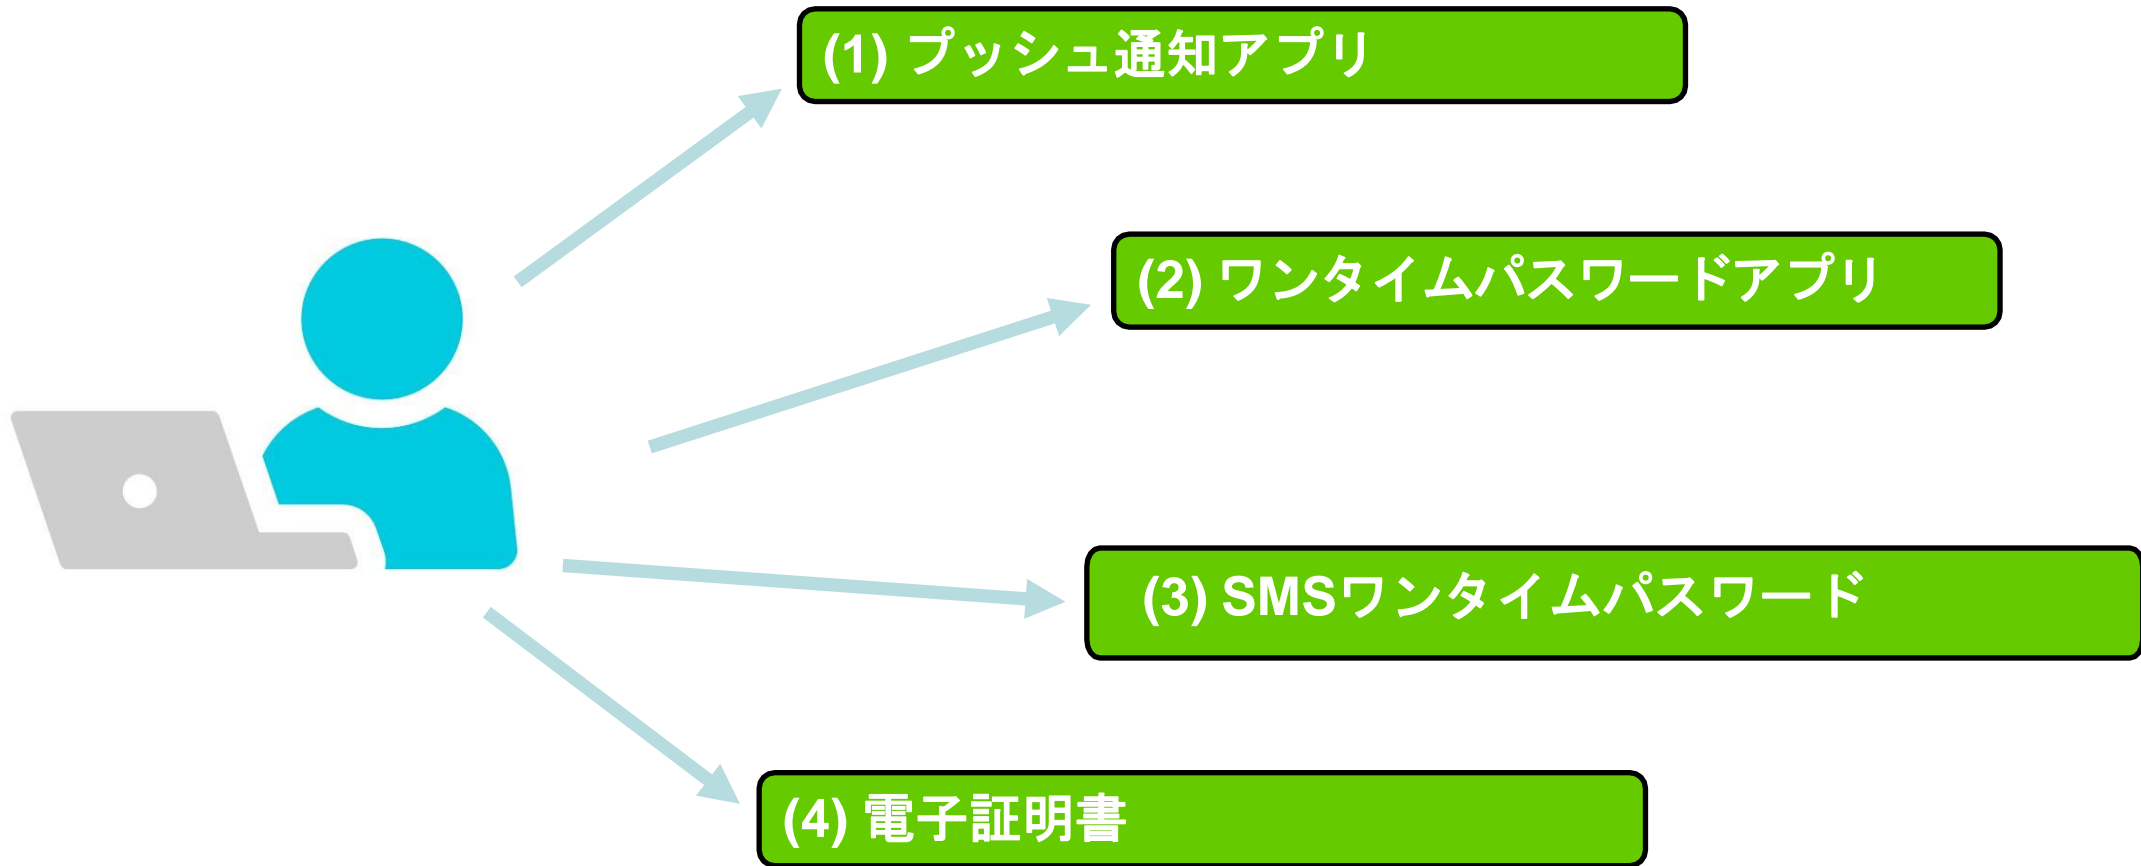 (1) プッシュ通知アプリ
(2) ワンタイムパスワードアプリ
(3) SMSワンタイムパスワード
(4) 電子証明書